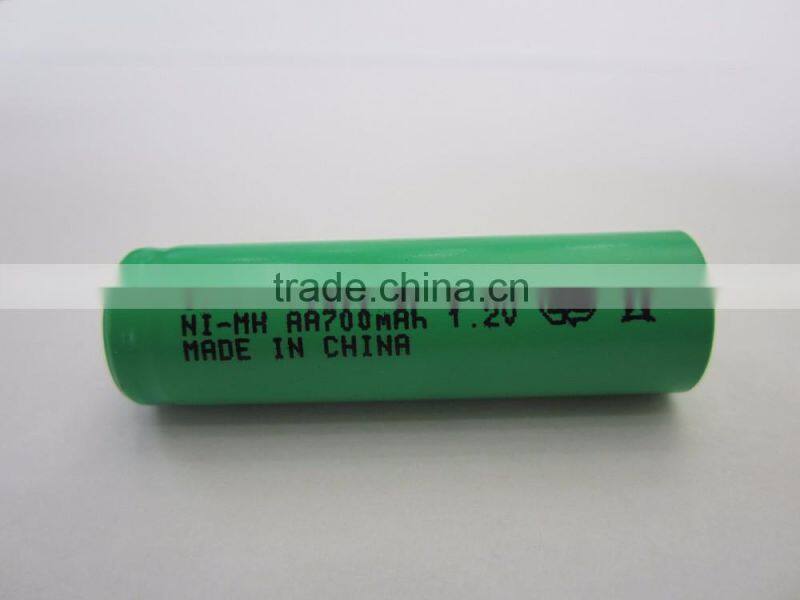 trade.china.cn
NI-MH AA700mAh 1.2V
MADE IN CHINA